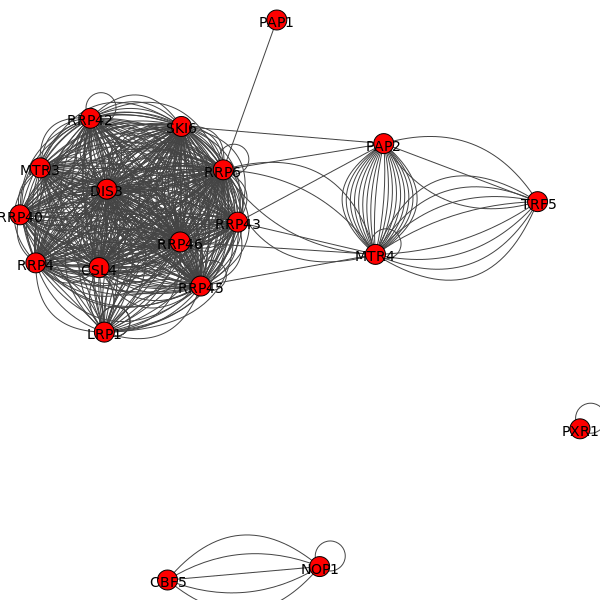 PAP1
RRP42
SKI6
PAP2
MTR3
RRP6
DIS3
TRF5
RRP40
RRP43
RRP46
MTR4
RRP4
CSL4
RRP45
LRP1
PXR1
NOP1
CBF5